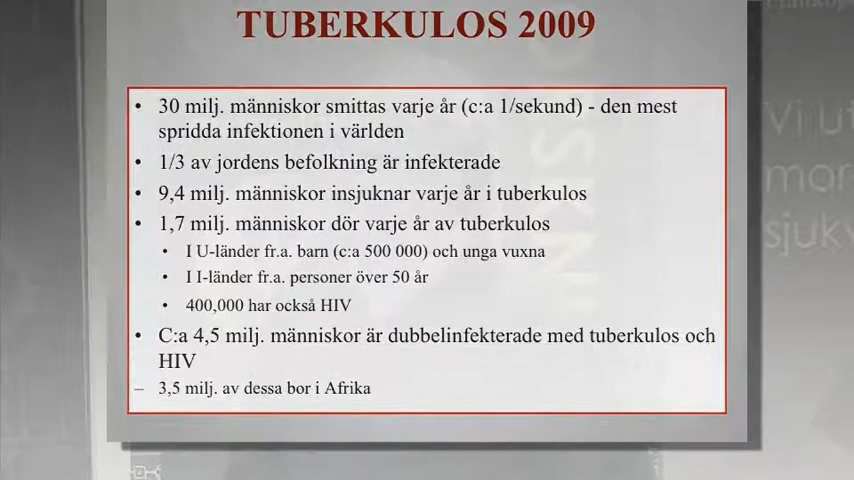 TUBERKULOS 2009
• 30 milj. människor smittas varje år (c:a 1/sekund) - den mest
spridda infektionen i världen
• 1/3 av jordens befolkning är infekterade
• 9,4 milj. människor insjuknar varje år i tuberkulos
• 1,7 milj. människor dör varje år av tuberkulos
• I U-länder fr.a. barn (c:a 500 000) och unga vuxna
• I I-länder fr.a. personer över 50 år
• 400,000 har också HIV
• C:a 4,5 milj. människor är dubbelinfekterade med tuberkulos och
HIV
– 3,5 milj. av dessa bor i Afrika
Vi